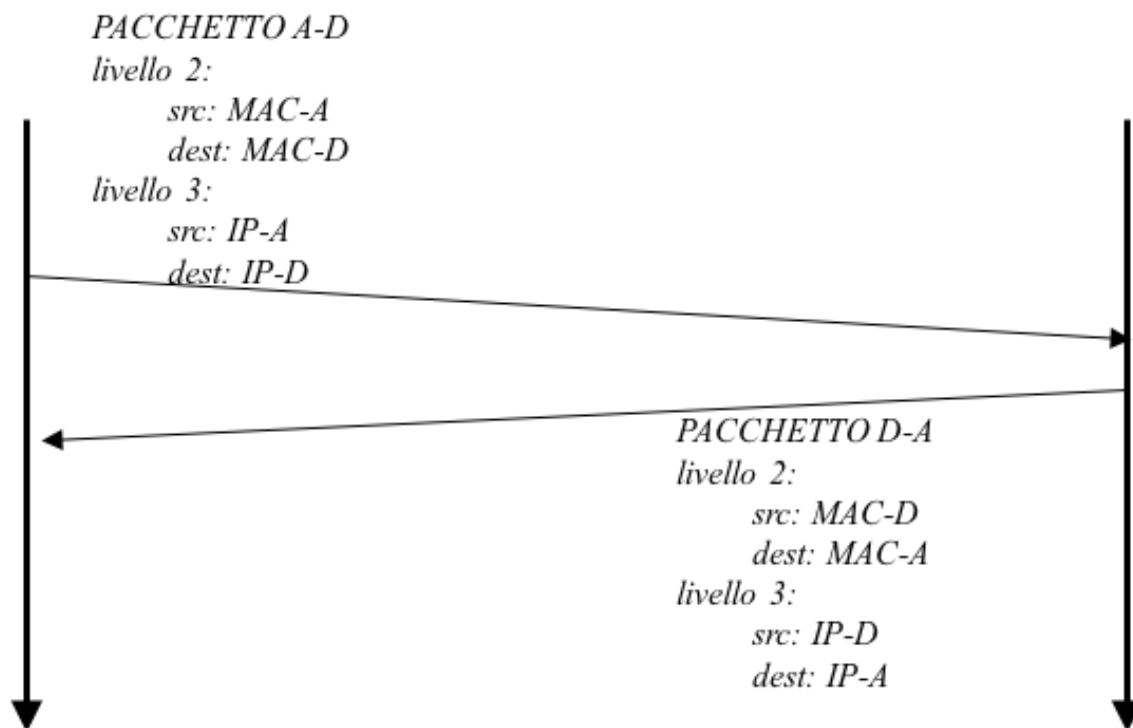 PACCHETTO A-D
livello 2:
src: MAC-A
dest: MAC-D
livello 3:
src: IP-A
dest: IP-D
PACCHETTO D-A
livello 2:
src: MAC-D
dest: MAC-A
livello 3:
src: IP-D
dest: IP-A